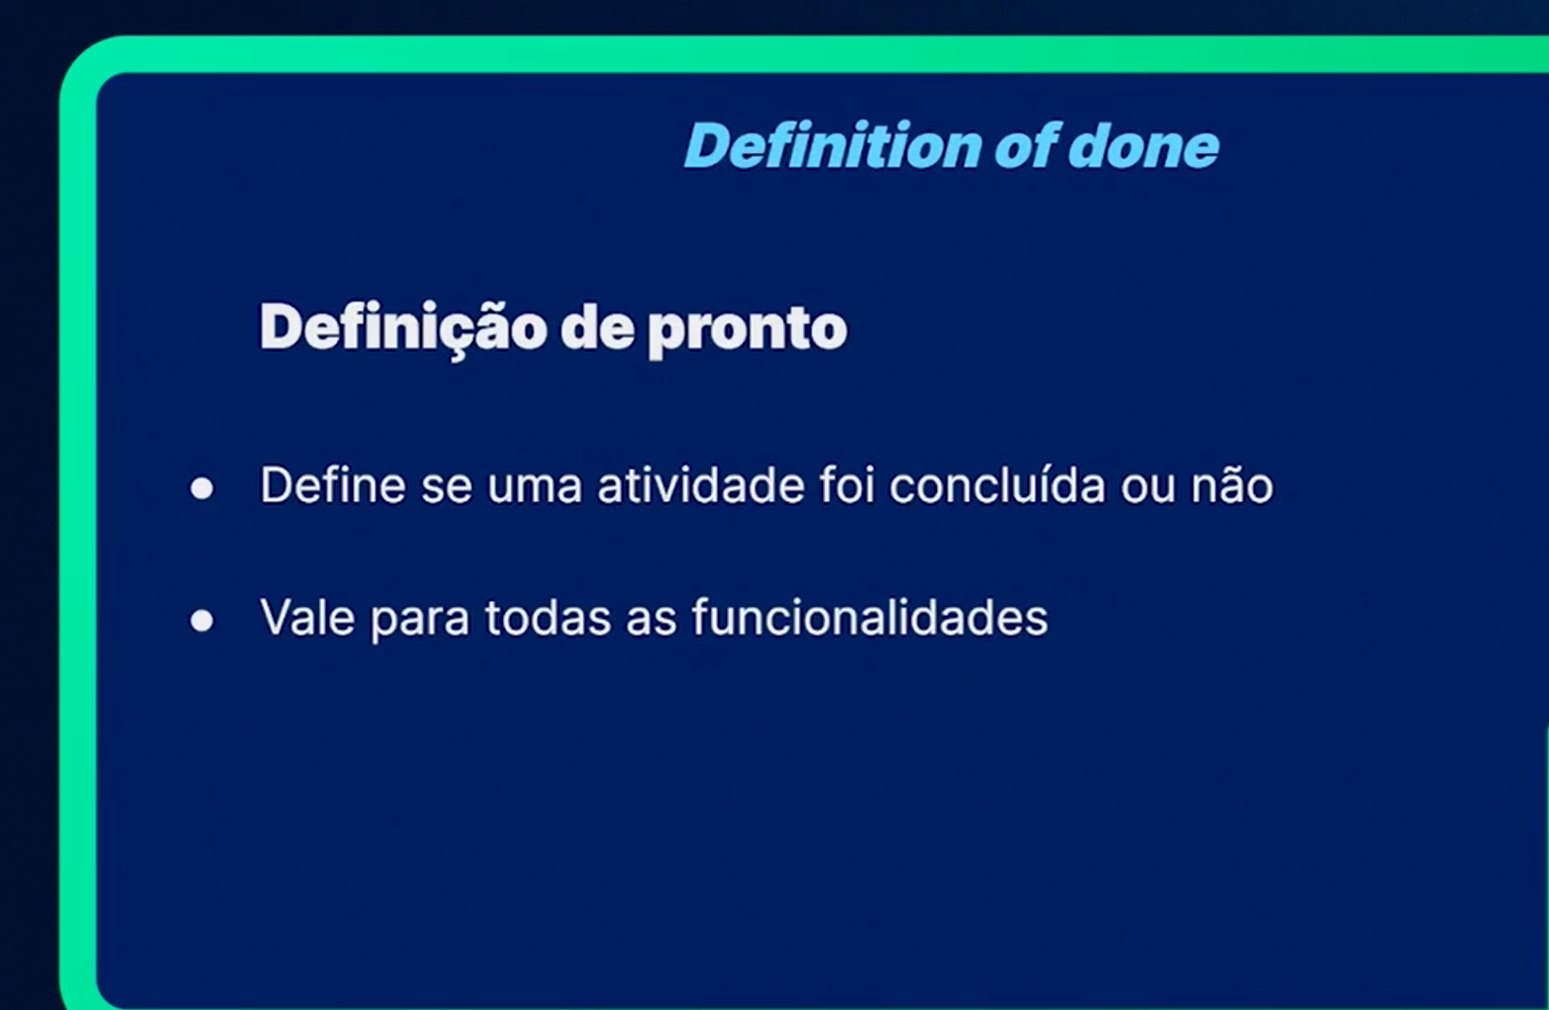 Definition of done
Definição de pronto
● Define se uma atividade foi concluída ou não
● Vale para todas as funcionalidades